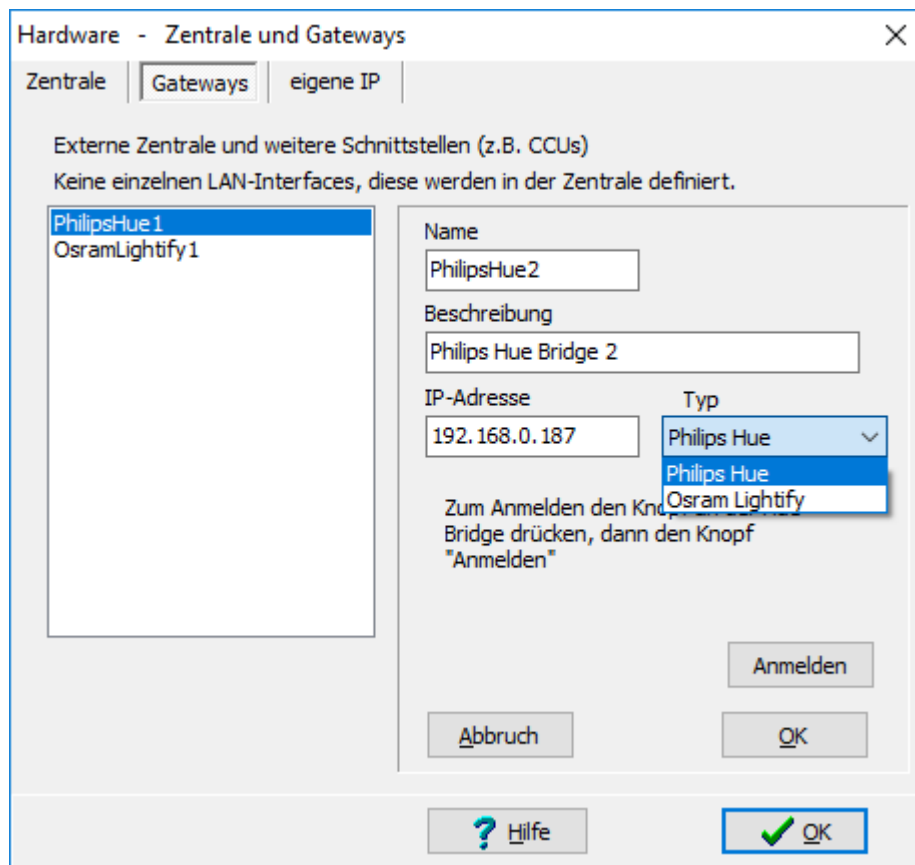 Hardware - Zentrale und Gateways
Zentrale Gateways eigene IP
Externe Zentrale und weitere Schnittstellen (z.B. CCUs)
Keine einzelnen LAN-Interfaces, diese werden in der Zentrale definiert.
PhilipsHue1
OsramLightify1
Name
PhilipsHue2
Beschreibung
Philips Hue Bridge 2
IP-Adresse Typ
192.168.0.187 Philips Hue
Philips Hue
Osram Lightify
Zum Anmelden den
Bridge drücken, dann den Knopf
"Anmelden"
Anmelden
Abbruch OK
Hilfe OK